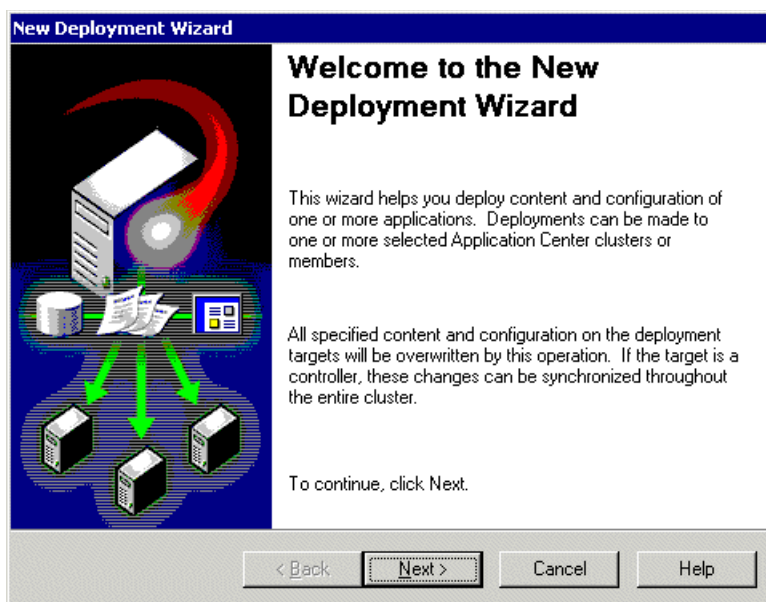 New Deployment Wizard
Welcome to the New
Deployment Wizard
This wizard helps you deploy content and configuration of
one or more applications. Deployments can be made to
one or more selected Application Center clusters or
members.
All specified content and configuration on the deployment
targets will be overwritten by this operation. If the target is a
controller, these changes can be synchronized throughout
the entire cluster.
To continue, click Next.
< Back Next > Cancel Help